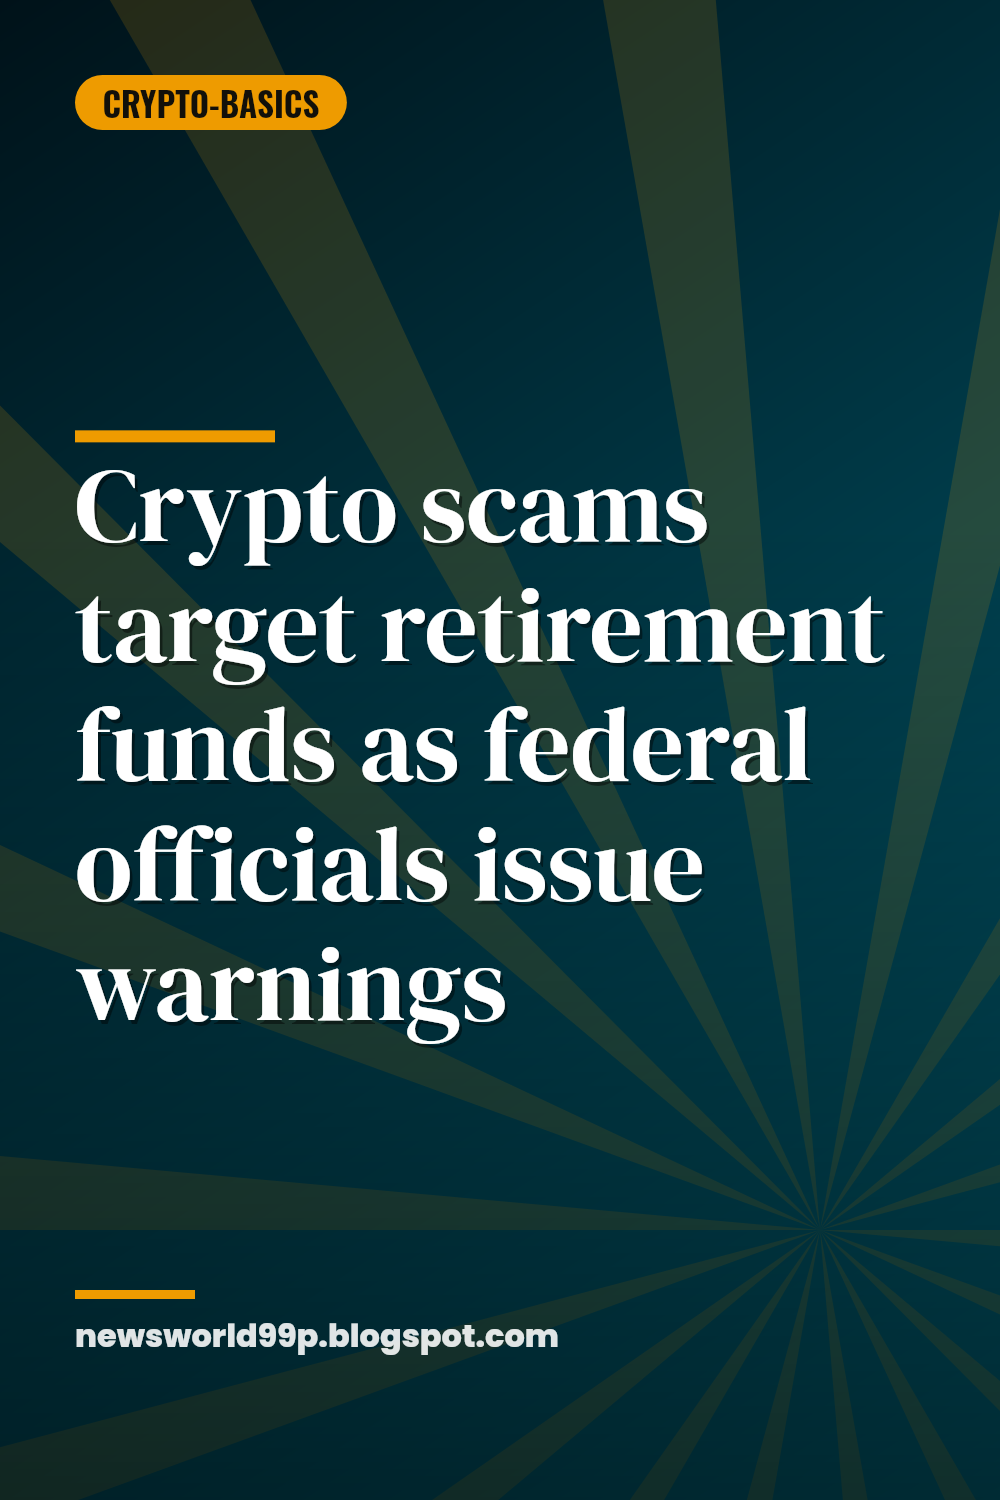 CRYPTO-BASICS
Crypto scams
target retirement
funds as federal
officials issue
warnings
newsworld99p.blogspot.com